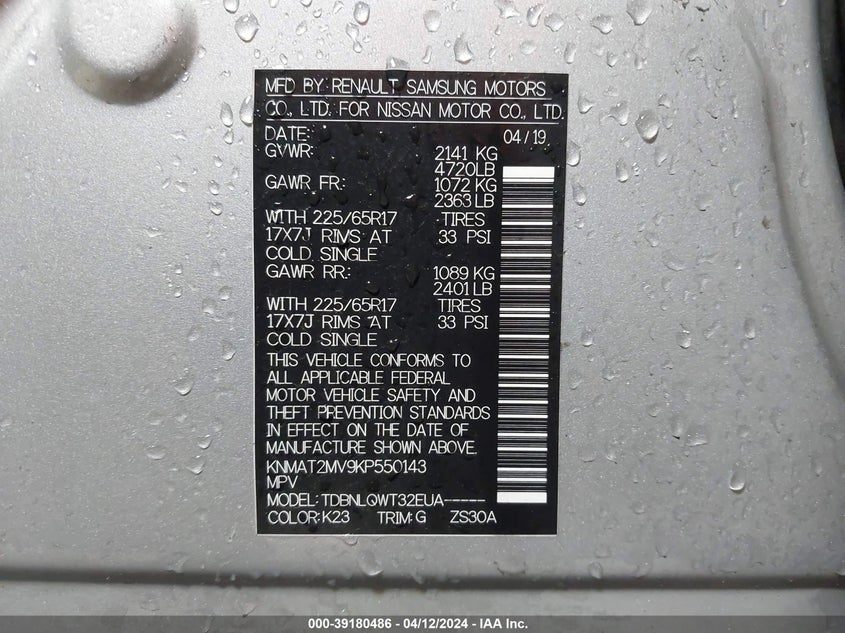 MFD BY RENAULT SAMSUNG MOTORS
CO., LTD. FOR NISSAN MOTOR CO., LTD.
DATE: 04/19
GVWR: 2141 KG
4720LB
GAWR FR.: 1072 KG
2363LB
WITH 225/65R17 TIRES
17X7J RIMS AT 33 PSI
COLD SINGLE
GAWR RR.: 1089 KG
2401LB
WITH 225/65R17 TIRES
17X7J RIMS AT 33 PSI
COLD SINGLE
THIS VEHICLE CONFORMS TO
ALL APPLICABLE FEDERAL
MOTOR VEHICLE SAFETY AND
THEFT PREVENTION STANDARDS
IN EFFECT ON THE DATE OF
MANUFACTURE SHOWN ABOVE.
KNMAT2MV9KP550143
MPV
MODEL: TDBNLQWT32EUA-----
COLOR:K23 TRIM:G ZS30A
000-39180486 - 04/12/2024 - IAA Inc.